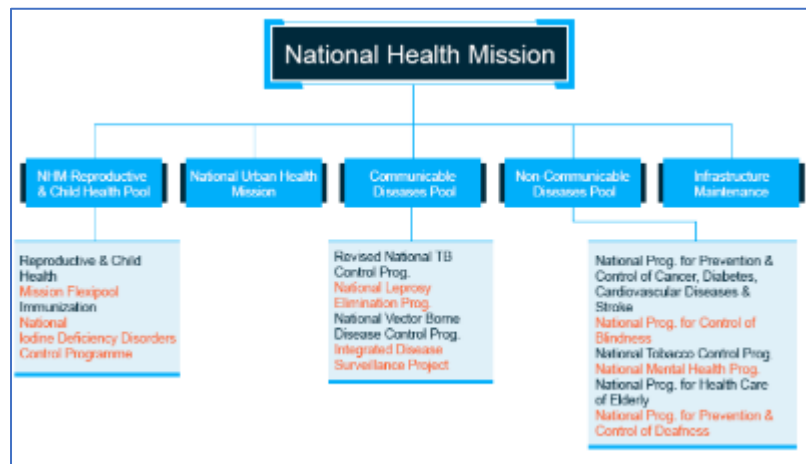 National Health Mission
NHM-Reproductive
& Child Health Pool
National Urban Health
Mission
Communicable
Diseases Pool
Non-Communicable
Diseases Pool
Infrastructure
Maintenance
Reproductive & Child
Health
Mission Flexipool
Immunization
National
Iodine Deficiency Disorders
Control Programme
Revised National TB
Control Prog.
National Leprosy
Elimination Prog.
National Vector Borne
Disease Control Prog.
Integrated Disease
Surveillance Project
National Prog. for Prevention &
Control of Cancer, Diabetes,
Cardiovascular Diseases &
Stroke
National Prog. for Control of
Blindness
National Tobacco Control Prog.
National Mental Health Prog.
National Prog. for Health Care
of Elderly
National Prog. for Prevention &
Control of Deafness